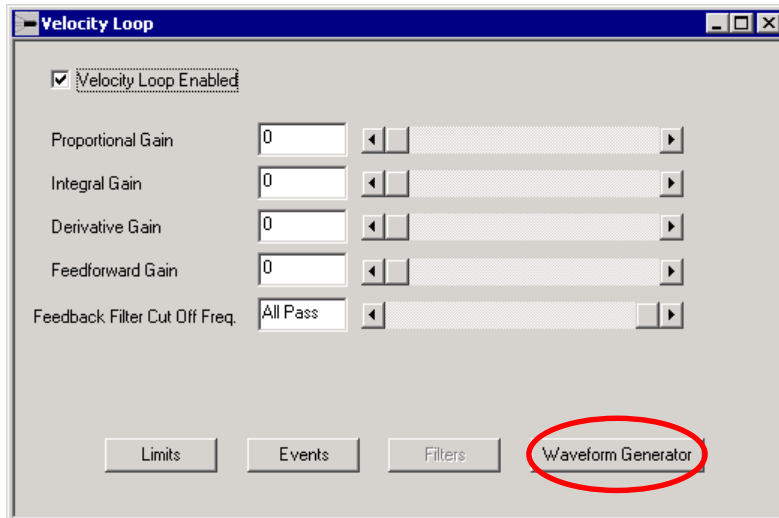 Velocity Loop
Velocity Loop Enabled
Proportional Gain 0
Integral Gain 0
Derivative Gain 0
Feedforward Gain 0
Feedback Filter Cut Off Freq. All Pass
Limits Events Filters Waveform Generator